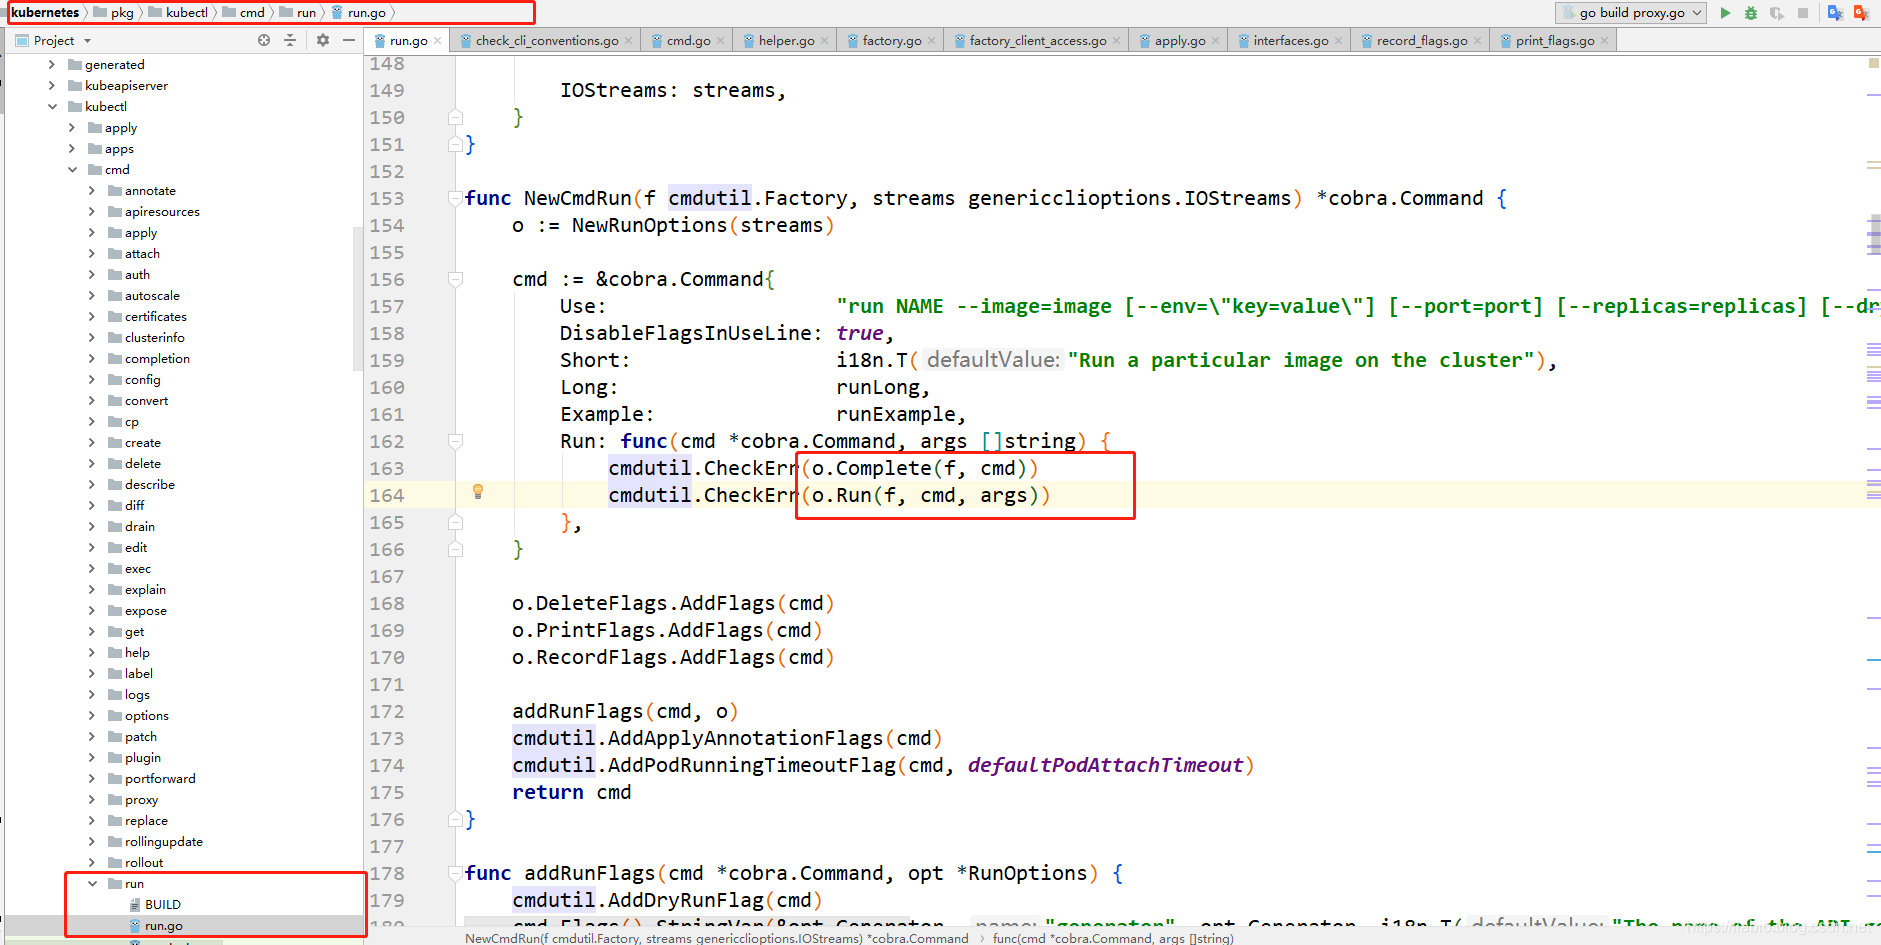 kubernetes pkg kubectl cmd run run.go
go build proxy.go
Project
run.go check_cli_conventions.go cmd.go helper.go factory.go factory_client_access.go apply.go interfaces.go record_flags.go print_flags.go
generated
kubeapiserver
kubectl
apply
apps
cmd
annotate
apiresources
apply
attach
auth
autoscale
certificates
clusterinfo
completion
config
convert
cp
create
delete
describe
diff
drain
edit
exec
explain
expose
get
help
label
logs
options
patch
plugin
portforward
proxy
replace
rollingupdate
rollout
run
BUILD
run.go
148
149 IOStreams: streams,
150 }
151 }
152
153 func NewCmdRun(f cmdutil.Factory, streams genericclioptions.IOStreams) *cobra.Command {
154 o := NewRunOptions(streams)
155
156 cmd := &cobra.Command{
157 Use: "run NAME --image=image [--env=\"key=value\"] [--port=port] [--replicas=replicas] [--dr
158 DisableFlagsInUseLine: true,
159 Short: i18n.T( defaultValue: "Run a particular image on the cluster"),
160 Long: runLong,
161 Example: runExample,
162 Run: func(cmd *cobra.Command, args []string) {
163 cmdutil.CheckErr(o.Complete(f, cmd))
164 cmdutil.CheckErr(o.Run(f, cmd, args))
165 },
166 }
167
168 o.DeleteFlags.AddFlags(cmd)
169 o.PrintFlags.AddFlags(cmd)
170 o.RecordFlags.AddFlags(cmd)
171
172 addRunFlags(cmd, o)
173 cmdutil.AddApplyAnnotationFlags(cmd)
174 cmdutil.AddPodRunningTimeoutFlag(cmd, defaultPodAttachTimeout)
175 return cmd
176 }
177
178 func addRunFlags(cmd *cobra.Command, opt *RunOptions) {
179 cmdutil.AddDryRunFlag(cmd)
NewCmdRun(f cmdutil.Factory, streams genericclioptions.IOStreams) *cobra.Command func(cmd *cobra.Command, args []string)